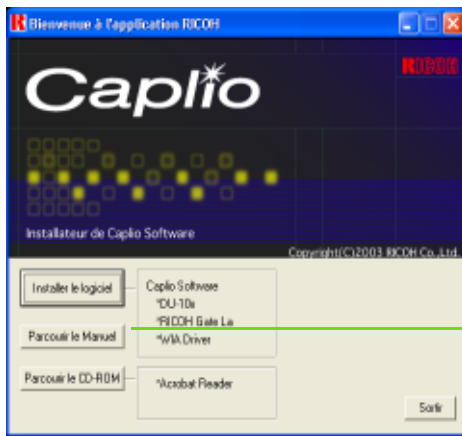 Bienvenue à l'application RICOH
RICOH
Caplio
Installateur de Caplio Software
Copyright(C)2003 RICOH Co.,Ltd.
Installer le logiciel
Caplio Software
*DU-10x
*RICOH Gate La
*WIA Driver
Parcourir le Manuel
Parcourir le CD-ROM
*Acrobat Reader
Sortir